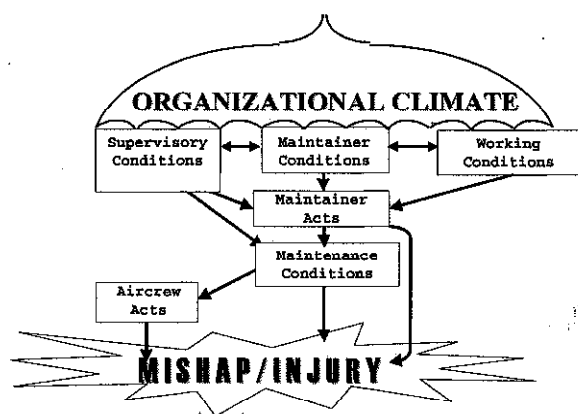 ORGANIZATIONAL CLIMATE
Supervisory
Conditions
Maintainer
Conditions
Working
Conditions
Maintainer
Acts
Maintenance
Conditions
Aircrew
Acts
MISHAP/INJURY